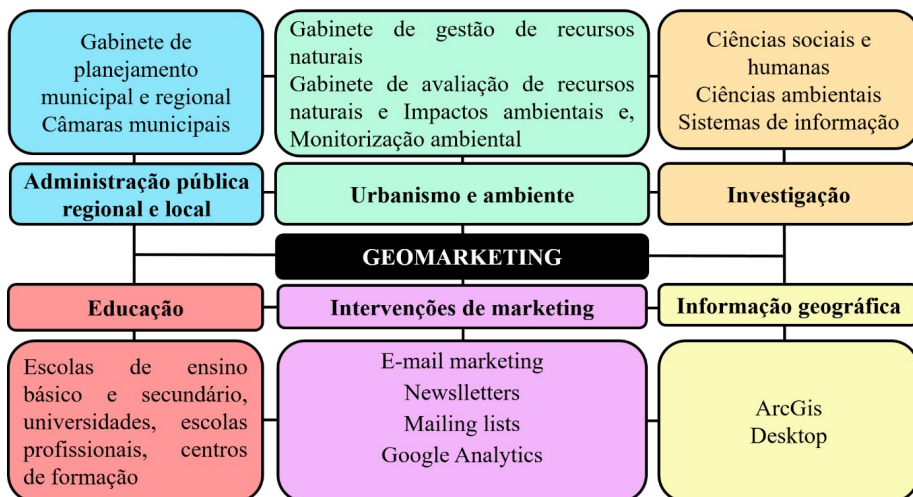 Gabinete de
planejamento
municipal e regional
Câmaras municipais
Gabinete de gestão de recursos
naturais
Gabinete de avaliação de recursos
naturais e Impactos ambientais e,
Monitorização ambiental
Ciências sociais e
humanas
Ciências ambientais
Sistemas de informação
Administração pública
regional e local
Urbanismo e ambiente
Investigação
GEOMARKETING
Educação
Intervenções de marketing
Informação geográfica
Escolas de ensino
básico e secundário,
universidades, escolas
profissionais, centros
de formação
E-mail marketing
Newslletters
Mailing lists
Google Analytics
ArcGis
Desktop